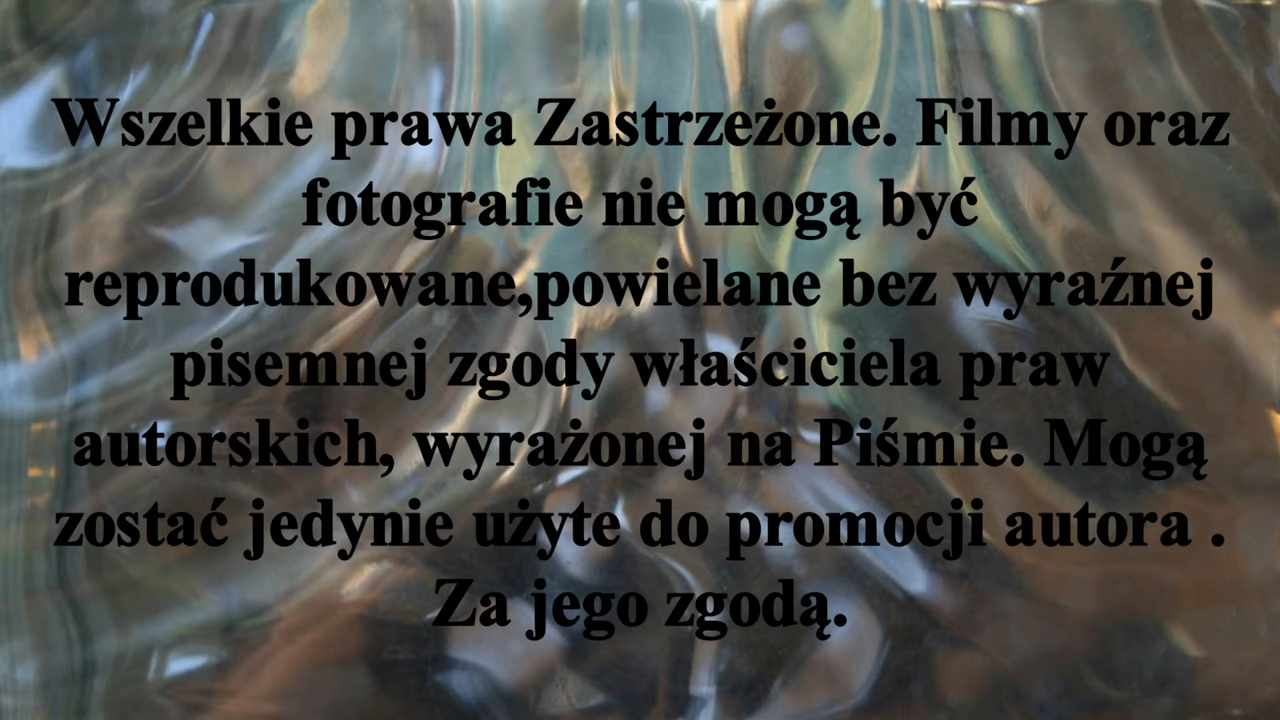 Wszelkie prawa Zastrzeżone. Filmy oraz
fotografie nie mogą być
reprodukowane,powielane bez wyraźnej
pisemnej zgody właściciela praw
autorskich, wyrażonej na Piśmie. Mogą
zostać jedynie użyte do promocji autora .
Za jego zgodą.